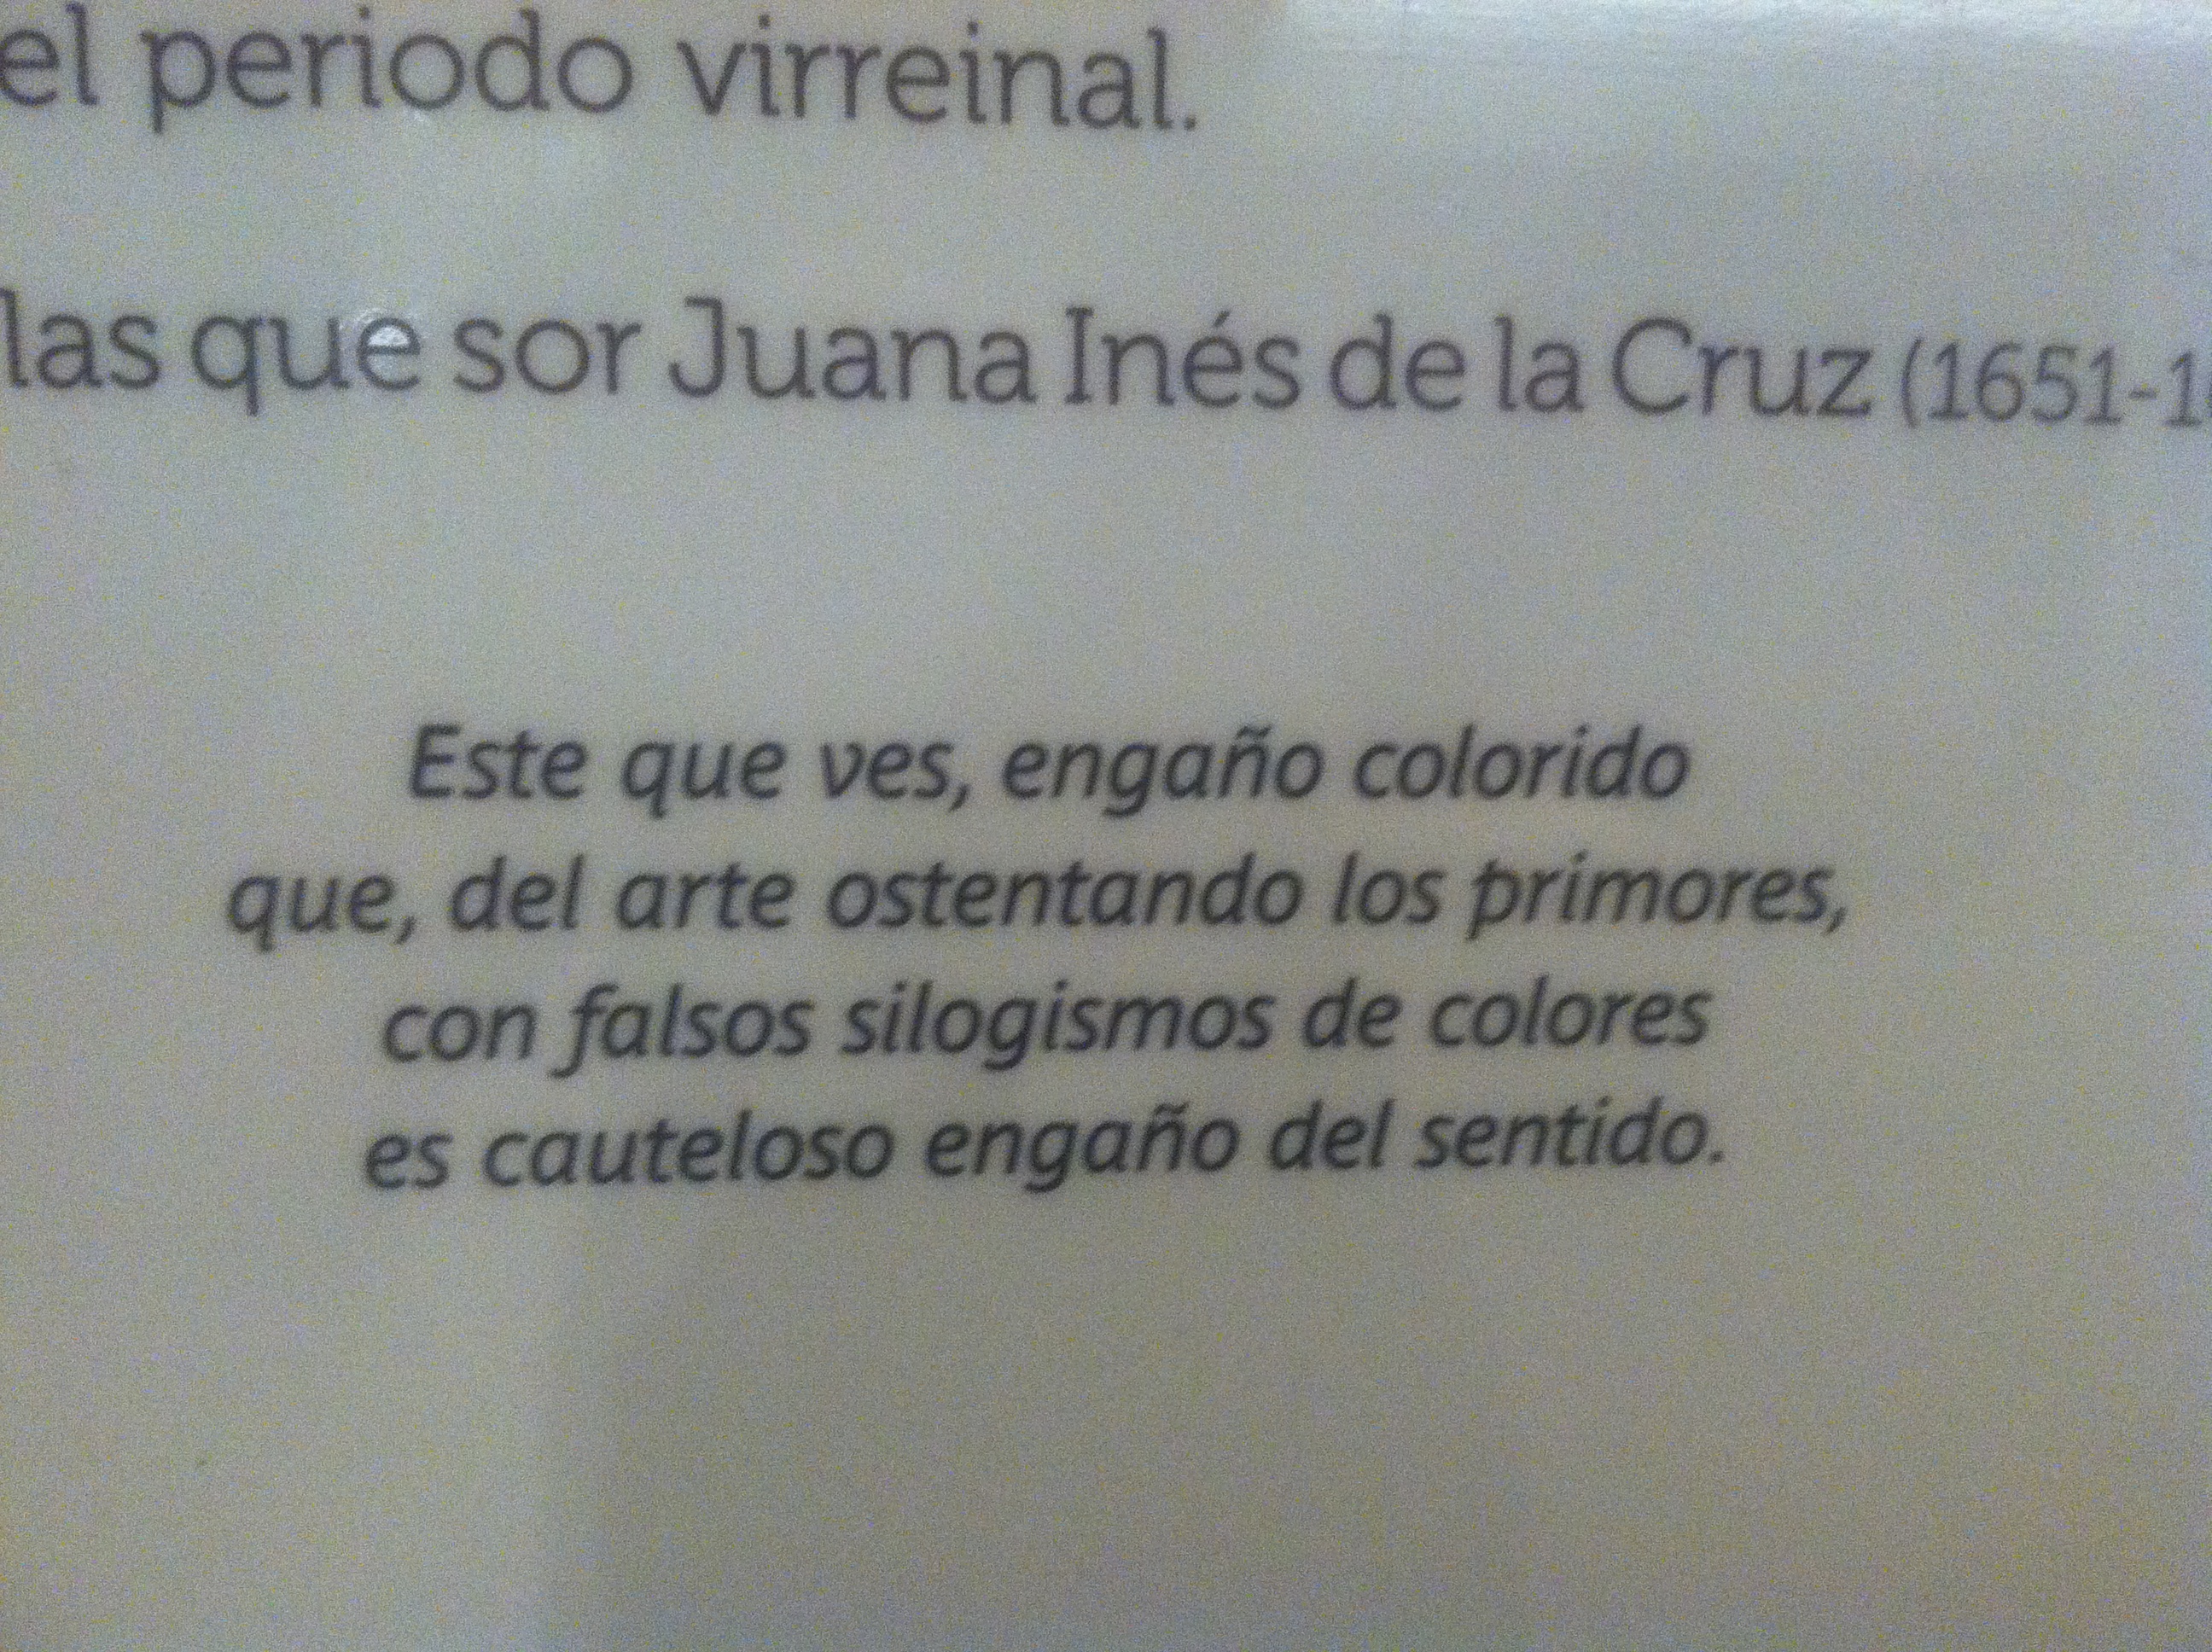 el periodo virreinal.
las que sor Juana Inés de la Cruz (1651-1
Este que ves, engaño colorido
que, del arte ostentando los primores,
con falsos silogismos de colores
es cauteloso engaño del sentido.